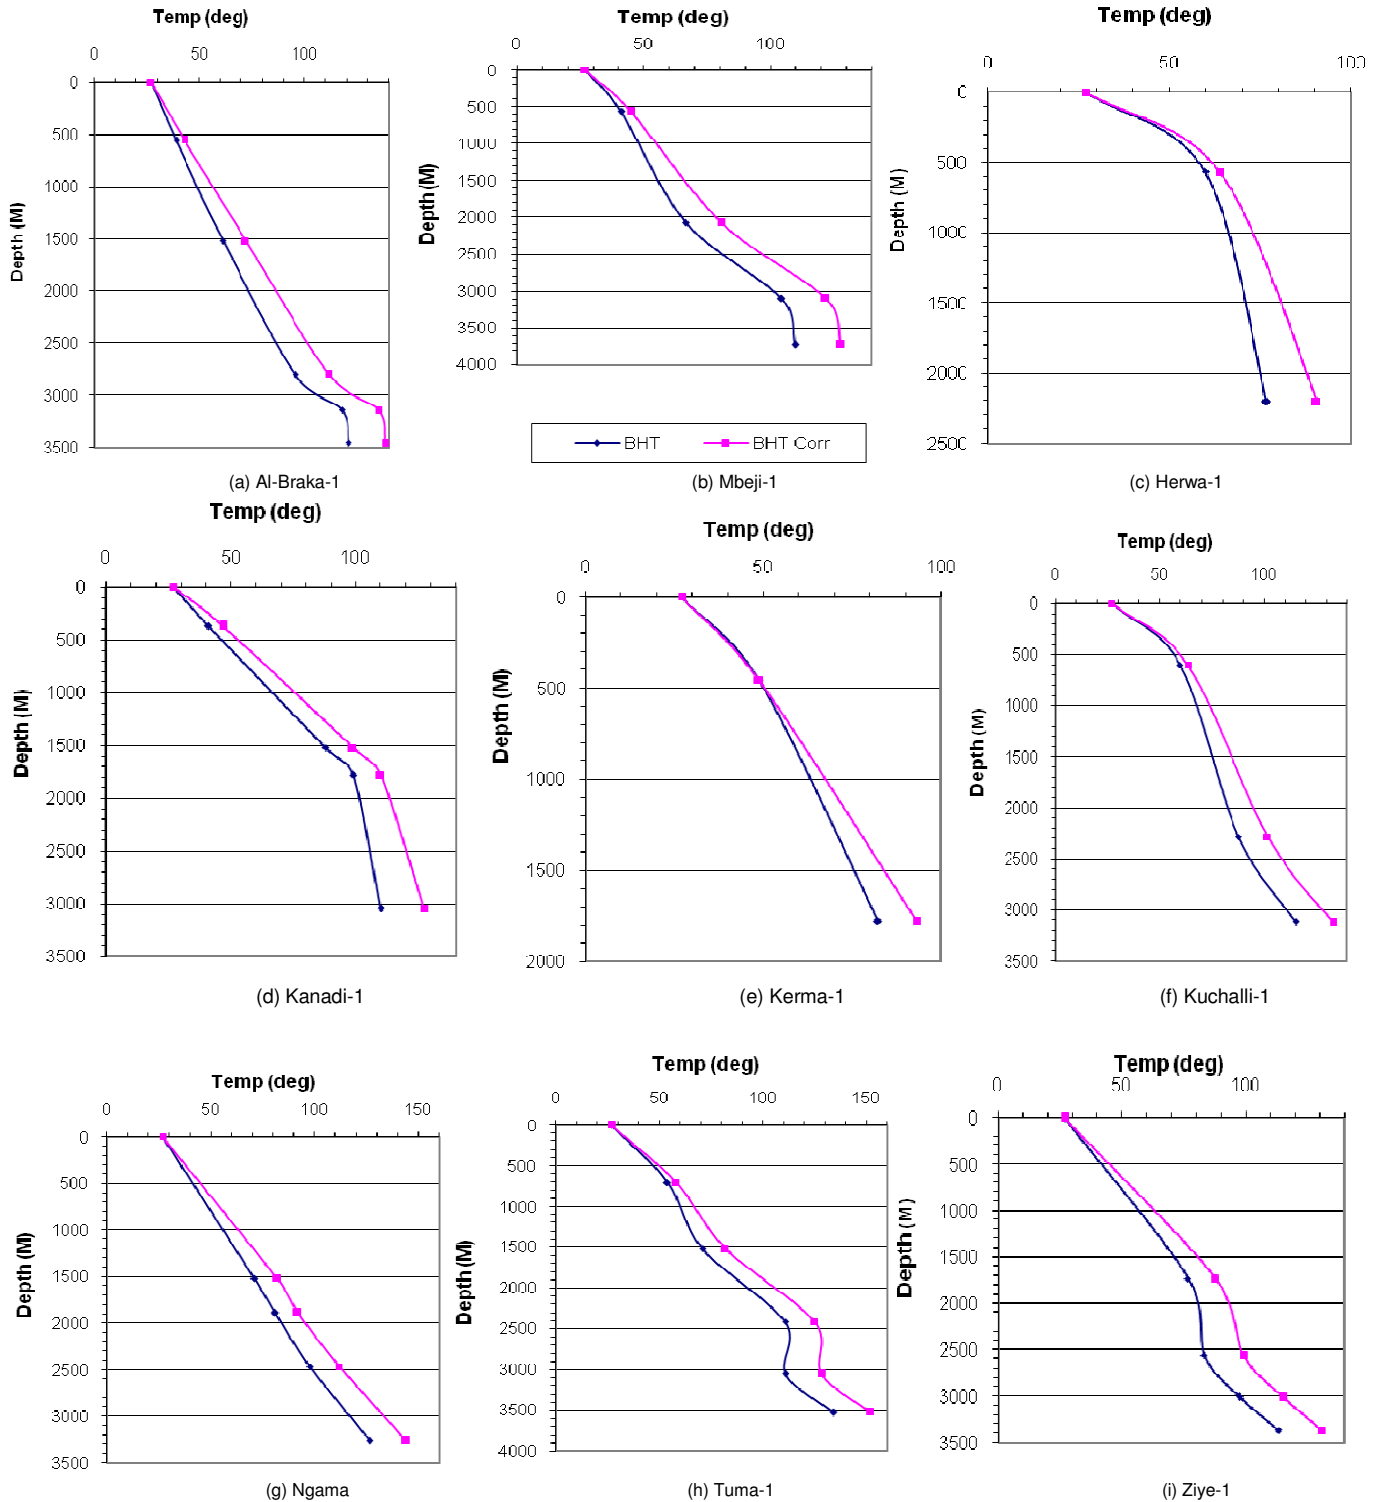 Temp (deg)
0 50 100
0
500
1000
1500
2000
2500
3000
3500
Depth (M)
(a) Al-Braka-1
Temp (deg)
0 50 100
0
500
1000
1500
2000
2500
3000
3500
4000
Depth (M)
BHT BHT Corr
(b) Mbeji-1
Temp (deg)
0 50 100
0
500
1000
1500
2000
2500
Depth (M)
(c) Herwa-1
Temp (deg)
0 50 100
0
500
1000
1500
2000
2500
3000
3500
Depth (M)
(d) Kanadi-1
Temp (deg)
0 50 100
0
500
1000
1500
2000
Depth (M)
(e) Kerma-1
Temp (deg)
0 50 100
0
500
1000
1500
2000
2500
3000
3500
Depth (M)
(f) Kuchalli-1
Temp (deg)
0 50 100 150
0
500
1000
1500
2000
2500
3000
3500
Depth (M)
(g) Ngama
Temp (deg)
0 50 100 150
0
500
1000
1500
2000
2500
3000
3500
4000
Depth (M)
(h) Tuma-1
Temp (deg)
0 50 100
0
500
1000
1500
2000
2500
3000
3500
Depth (M)
(i) Ziye-1